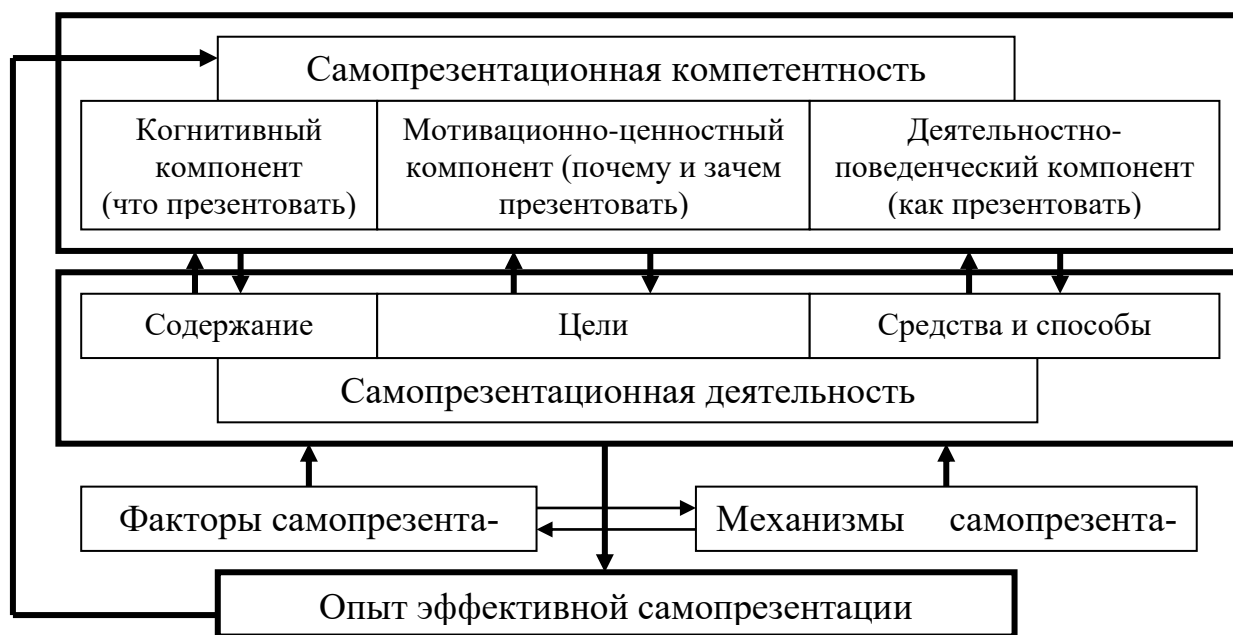 Самопрезентационная компетентность
Когнитивный
компонент
(что презентовать)
Мотивационно-ценностный
компонент (почему и зачем
презентовать)
Деятельностно-
поведенческий компонент
(как презентовать)
Содержание
Цели
Средства и способы
Самопрезентационная деятельность
Факторы самопрезента-
Механизмы самопрезента-
Опыт эффективной самопрезентации